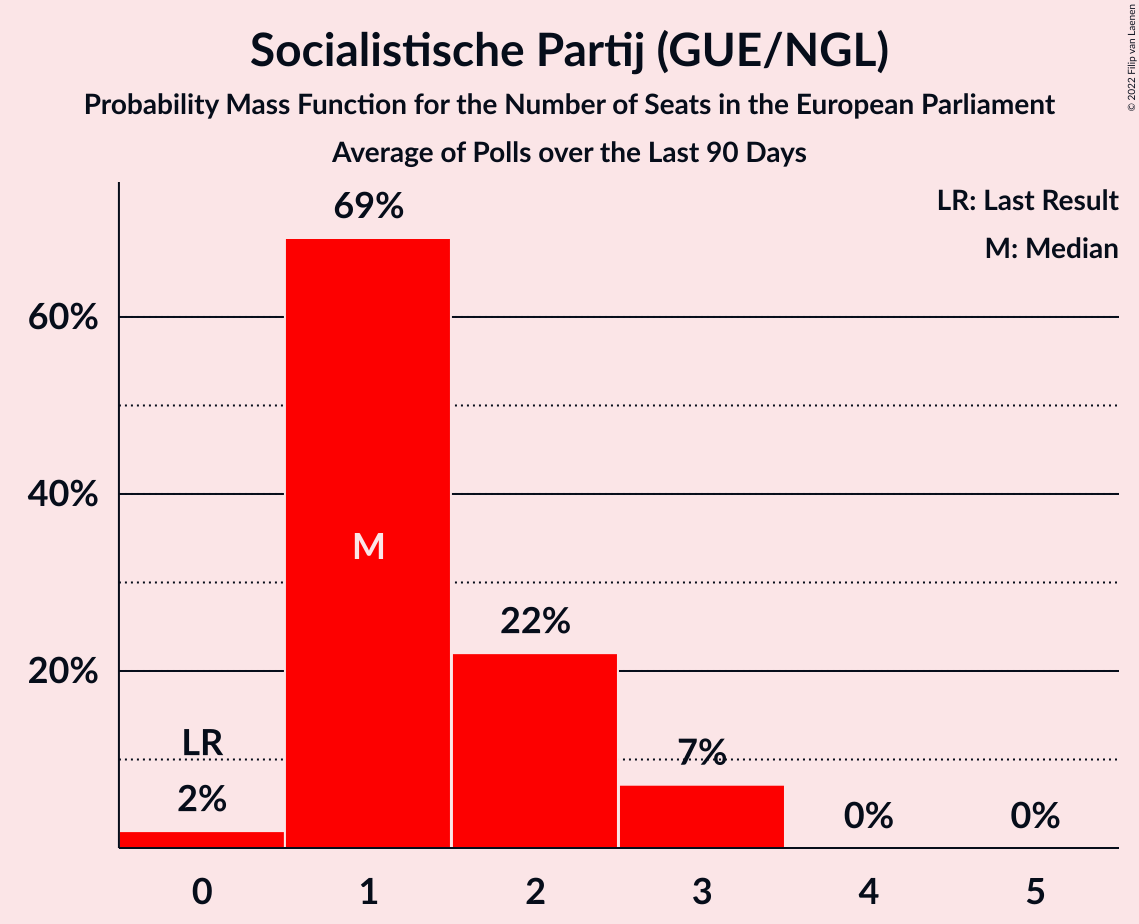 Socialistische Partij (GUE/NGL)
Probability Mass Function for the Number of Seats in the European Parliament
Average of Polls over the Last 90 Days
© 2022 Filip van Laenen
LR: Last Result
M: Median
69%
60%
40%
M
22%
20%
LR
7%
2%
0%
0%
0 1 2 3 4 5